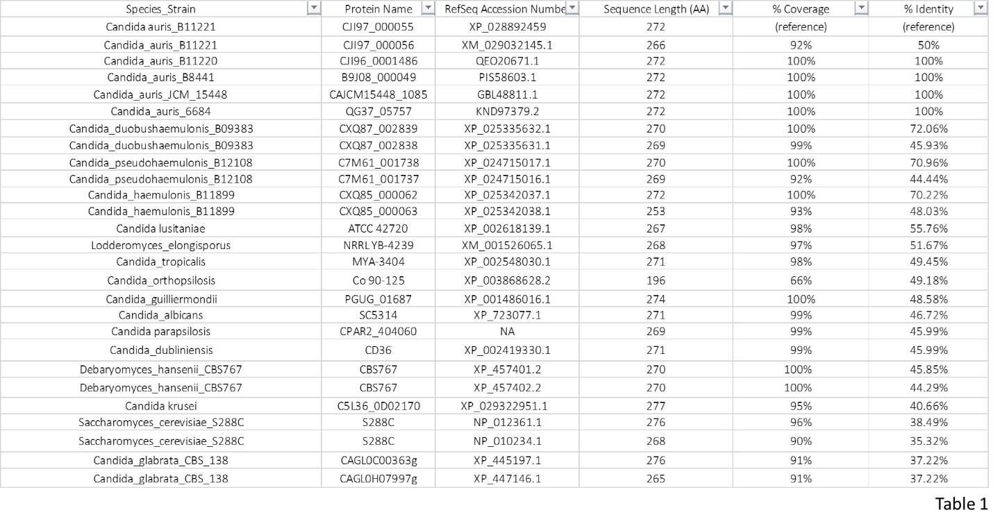 Species_Strain Protein Name RefSeq Accession Numbe Sequence Length (AA) % Coverage % Identity
Candida auris_B11221 CJI97_000055 XP_028892459 272 (reference) (reference)
Candida_auris_B11221 CJI97_000056 XM_029032145.1 266 92% 50%
Candida_auris_B11220 CJI96_0001486 QEO20671.1 272 100% 100%
Candida_auris_B8441 B9J08_000049 PIS58603.1 272 100% 100%
Candida_auris_JCM_15448 CAJCM15448_1085 GBL48811.1 272 100% 100%
Candida_auris_6684 QG37_05757 KND97379.2 272 100% 100%
Candida_duobushaemulonis_B09383 CXQ87_002839 XP_025335632.1 270 100% 72.06%
Candida_duobushaemulonis_B09383 CXQ87_002838 XP_025335631.1 269 99% 45.93%
Candida_pseudohaemulonis_B12108 C7M61_001738 XP_024715017.1 270 100% 70.96%
Candida_pseudohaemulonis_B12108 C7M61_001737 XP_024715016.1 269 92% 44.44%
Candida_haemulonis_B11899 CXQ85_000062 XP_025342037.1 272 100% 70.22%
Candida_haemulonis_B11899 CXQ85_000063 XP_025342038.1 253 93% 48.03%
Candida lusitaniae ATCC 42720 XP_002618139.1 267 98% 55.76%
Lodderomyces_elongisporus NRRL YB-4239 XM_001526065.1 268 97% 51.67%
Candida_tropicalis MYA-3404 XP_002548030.1 271 98% 49.45%
Candida_orthopsilosis Co 90-125 XP_003868628.2 196 66% 49.18%
Candida_guilliermondii PGUG_01687 XP_001486016.1 274 100% 48.58%
Candida_albicans SC5314 XP_723077.1 271 99% 46.72%
Candida parapsilosis CPAR2_404060 NA 269 99% 45.99%
Candida_dubliniensis CD36 XP_002419330.1 271 99% 45.99%
Debaryomyces_hansenii_CBS767 CBS767 XP_457401.2 270 100% 45.85%
Debaryomyces_hansenii_CBS767 CBS767 XP_457402.2 270 100% 44.29%
Candida krusei C5L36_0D02170 XP_029322951.1 277 95% 40.66%
Saccharomyces_cerevisiae_S288C S288C NP_012361.1 276 96% 38.49%
Saccharomyces_cerevisiae_S288C S288C NP_010234.1 268 90% 35.32%
Candida_glabrata_CBS_138 CAGL0C00363g XP_445197.1 276 91% 37.22%
Candida_glabrata_CBS_138 CAGL0H07997g XP_447146.1 265 91% 37.22%
Table 1